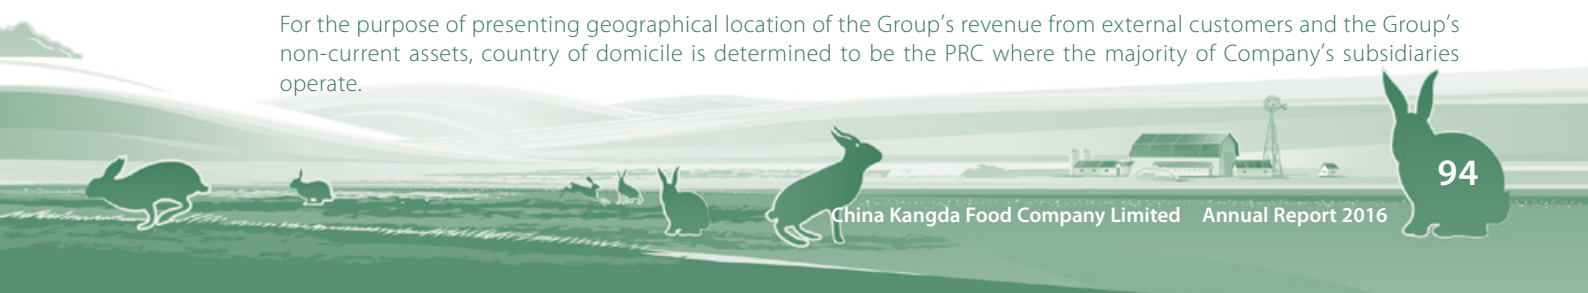 For the purpose of presenting geographical location of the Group’s revenue from external customers and the Group’s
non-current assets, country of domicile is determined to be the PRC where the majority of Company’s subsidiaries
operate.
94
China Kangda Food Company Limited Annual Report 2016